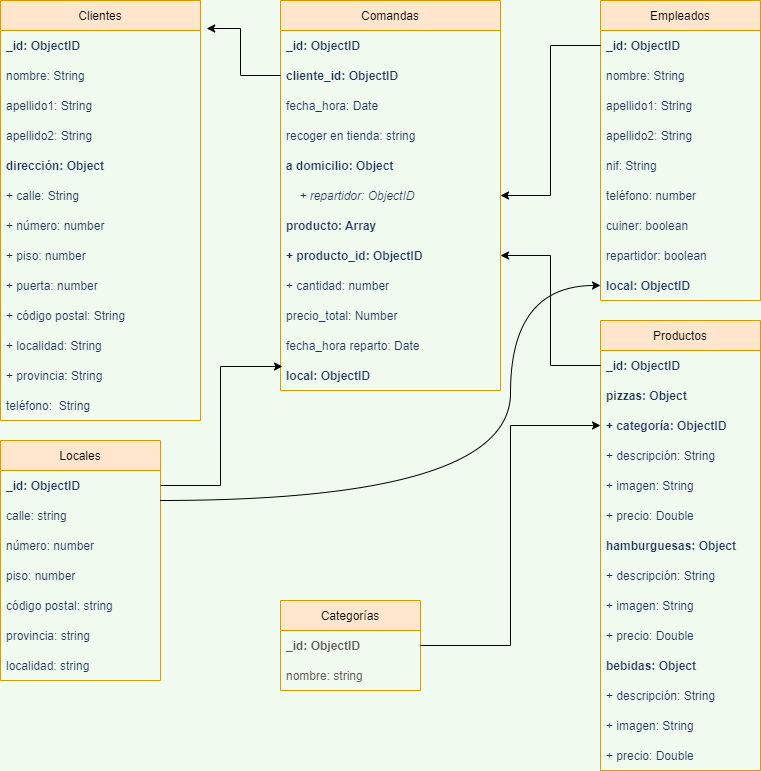 Clientes
_id: ObjectID
nombre: String
apellido1: String
apellido2: String
dirección: Object
+ calle: String
+ número: number
+ piso: number
+ puerta: number
+ código postal: String
+ localidad: String
+ provincia: String
teléfono: String
Comandas
_id: ObjectID
cliente_id: ObjectID
fecha_hora: Date
recoger en tienda: string
a domicilio: Object
+ repartidor: ObjectID
producto: Array
+ producto_id: ObjectID
+ cantidad: number
precio_total: Number
fecha_hora reparto: Date
local: ObjectID
Empleados
_id: ObjectID
nombre: String
apellido1: String
apellido2: String
nif: String
teléfono: number
cuiner: boolean
repartidor: boolean
local: ObjectID
Locales
_id: ObjectID
calle: string
número: number
piso: number
código postal: string
provincia: string
localidad: string
Categorías
_id: ObjectID
nombre: string
Productos
_id: ObjectID
pizzas: Object
+ categoría: ObjectID
+ descripción: String
+ imagen: String
+ precio: Double
hamburguesas: Object
+ descripción: String
+ imagen: String
+ precio: Double
bebidas: Object
+ descripción: String
+ imagen: String
+ precio: Double